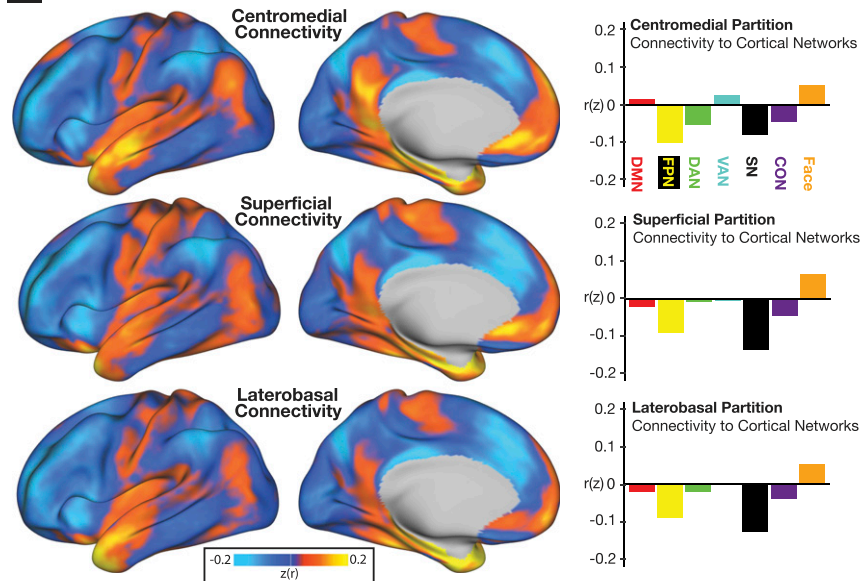 Centromedial
Connectivity
Centromedial Partition
Connectivity to Cortical Networks
0.2
0.1
r(z) 0
-0.1
-0.2
DMN
FPN
DAN
VAN
SN
CON
Face
Superficial
Connectivity
Superficial Partition
Connectivity to Cortical Networks
0.2
0.1
r(z) 0
-0.1
-0.2
Laterobasal
Connectivity
Laterobasal Partition
Connectivity to Cortical Networks
0.2
0.1
r(z) 0
-0.1
-0.2
-0.2 0.2
z(r)